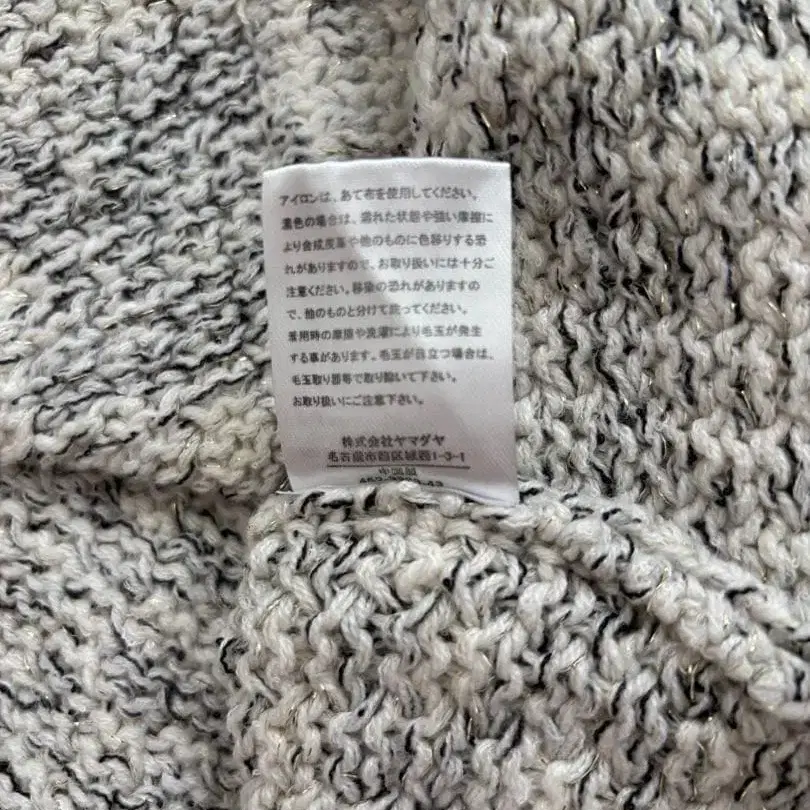 アイロンは、あて布を使用してください。
濃色の場合は、濡れた状態や強い摩擦に
より合成皮革や他のものに色移りする恐
れがありますので、お取り扱いには十分ご
注意ください。移染の恐れがありますの
で、他のものと分けて洗ってください。
着用時の摩擦や洗濯により毛玉が発生
する事があります。毛玉が目立つ場合は、
毛玉取り器等で取り除いて下さい。
お取り扱いにご注意下さい。
株式会社ヤマダヤ
名古屋市西区城西1-3-1
中国製